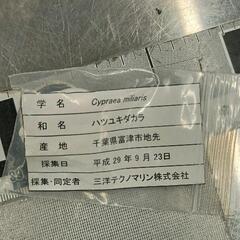 学 名 Cypraea miliaris
和 名 ハツユキダカラ
産 地 千葉県富津市地先
採集日 平成 29 年 9 月 23日
採集・同定者 三洋テクノマリン株式会社